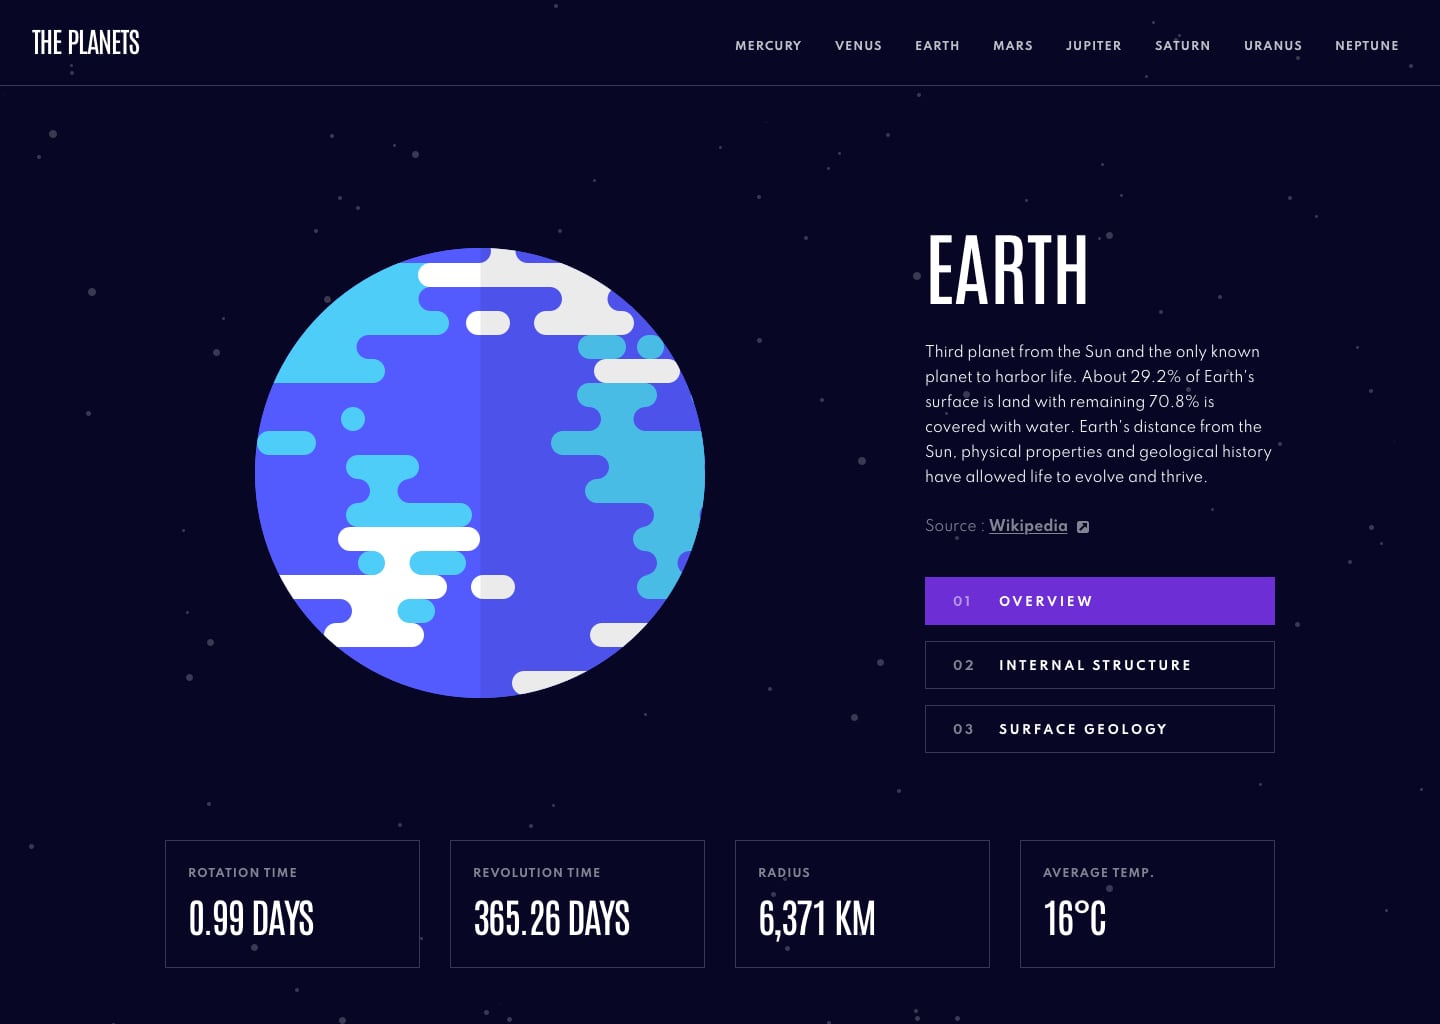 THE PLANETS
MERCURY VENUS EARTH MARS JUPITER SATURN URANUS NEPTUNE
EARTH
Third planet from the Sun and the only known
planet to harbor life. About 29.2% of Earth's
surface is land with remaining 70.8% is
covered with water. Earth's distance from the
Sun, physical properties and geological history
have allowed life to evolve and thrive.
Source : Wikipedia
01 OVERVIEW
02 INTERNAL STRUCTURE
03 SURFACE GEOLOGY
ROTATION TIME
0.99 DAYS
REVOLUTION TIME
365.26 DAYS
RADIUS
6,371 KM
AVERAGE TEMP.
16°C